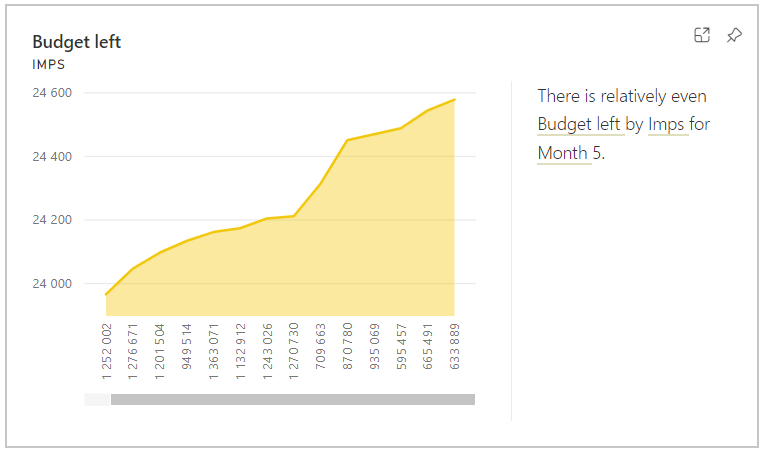 Budget left
IMPS
24 600
24 400
24 200
24 000
1 252 002
1 276 671
1 201 504
949 514
1 363 071
1 132 912
1 243 026
1 270 730
709 663
870 780
935 069
595 457
665 491
633 889
There is relatively even
Budget left by Imps for
Month 5.